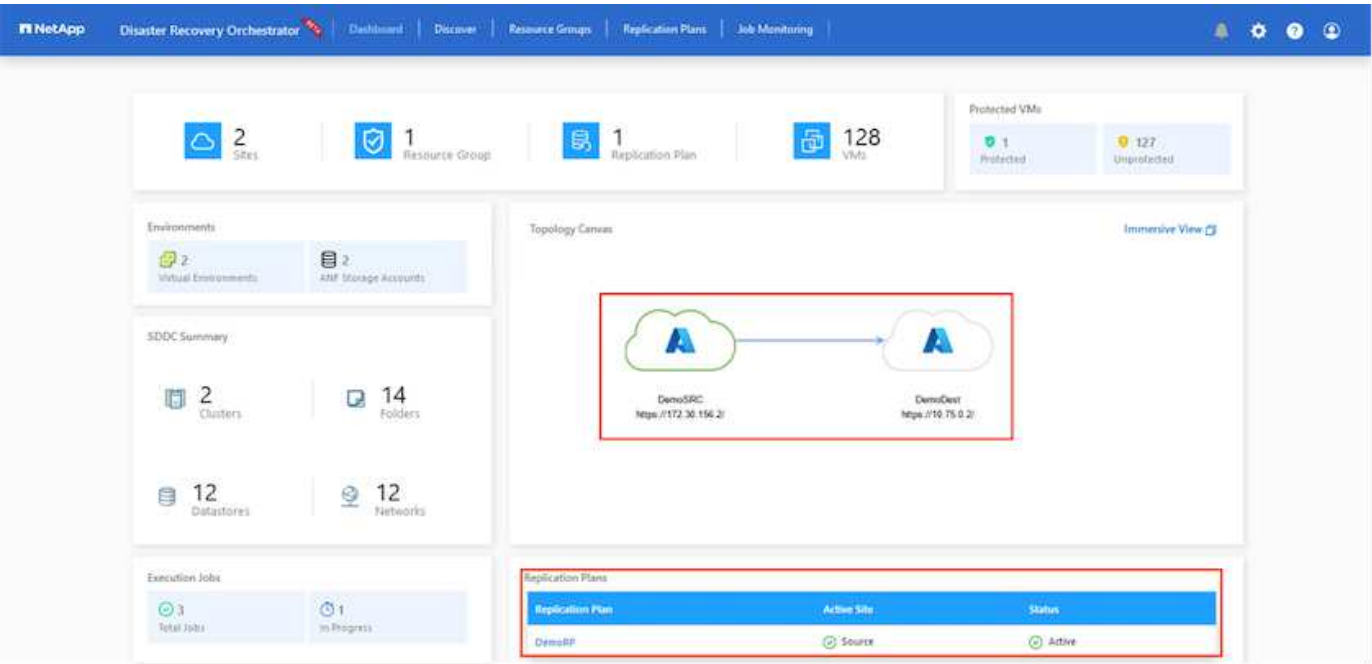 NetApp
Disaster Recovery Orchestrator
Dashboard
Discover
Resource Groups
Replication Plans
Job Monitoring
2
Sites
1
Resource Group
1
Replication Plan
128
VMs
Protected VMs
1
Protected
127
Unprotected
Environments
2
Virtual Environments
2
ANF Storage Accounts
Topology Canvas
Immersive View
DemoSRC
https://172.30.156.2/
DemoDest
https://10.75.0.2/
SDDC Summary
2
Clusters
14
Folders
12
Datastores
12
Networks
Execution Jobs
3
Total Jobs
1
In Progress
Replication Plans
Replication Plan Active Site Status
DemoRP Source Active